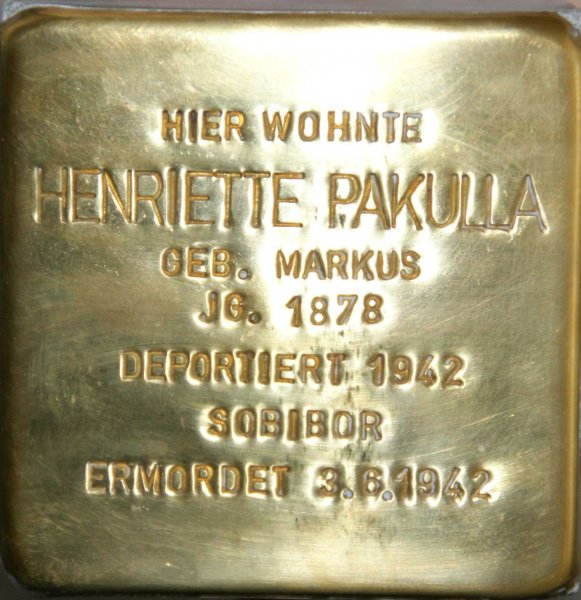 HIER WOHNTE
HENRIETTE PAKULLA
GEB. MARKUS
JG. 1878
DEPORTIERT 1942
SOBIBOR
ERMORDET 3.6.1942